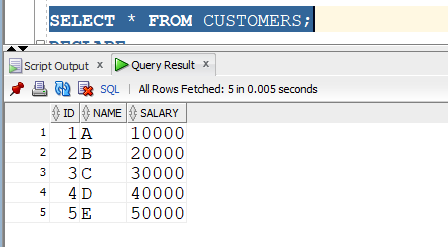 SELECT * FROM CUSTOMERS;
DECLARE
Script Output x Query Result x
SQL | All Rows Fetched: 5 in 0.005 seconds
ID NAME SALARY
1 1 A 10000
2 2 B 20000
3 3 C 30000
4 4 D 40000
5 5 E 50000